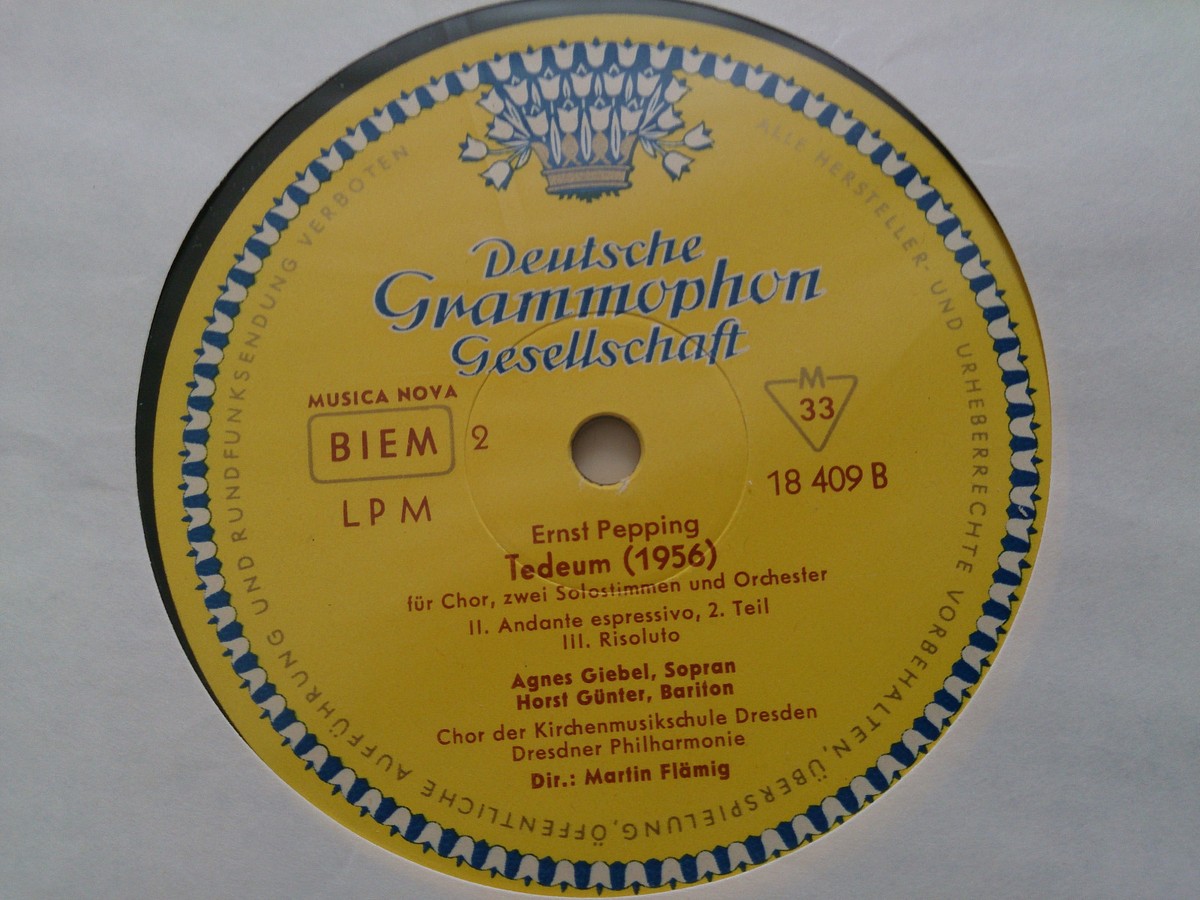 Deutsche
Grammophon
Gesellschaft
MUSICA NOVA
BIEM 2
LPM
M
33
18 409 B
Ernst Pepping
Tedeum (1956)
für Chor, zwei Solostimmen und Orchester
II. Andante espressivo, 2. Teil
III. Risoluto
Agnes Giebel, Sopran
Horst Günter, Bariton
Chor der Kirchenmusikschule Dresden
Dresdner Philharmonie
Dir.: Martin Flämig
ALLE HERSTELLER- UND URHEBERRECHTE VORBEHALTEN, ÜBERSPIELUNG, ÖFFENTLICHE AUFFÜHRUNG UND RUNDFUNKSENDUNG VERBOTEN